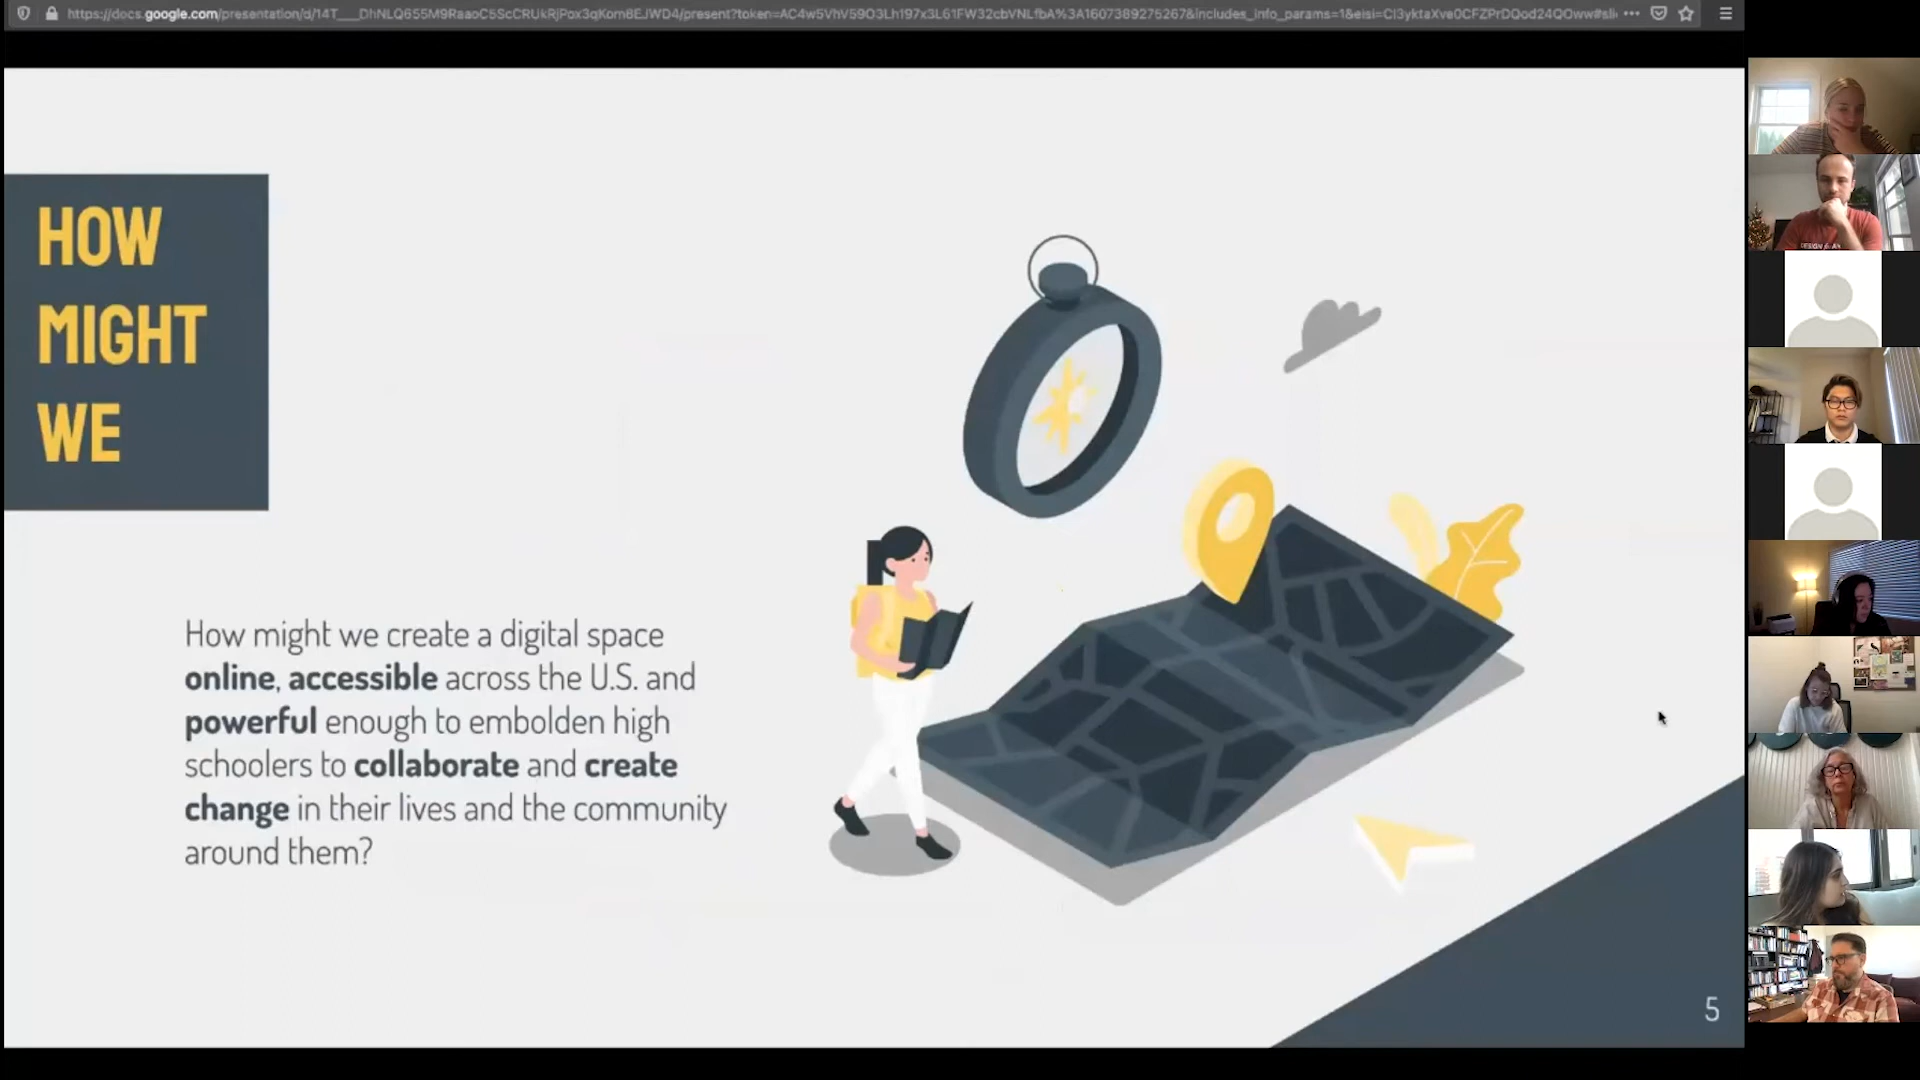 HOW
MIGHT
WE
How might we create a digital space
online, accessible across the U.S. and
powerful enough to embolden high
schoolers to collaborate and create
change in their lives and the community
around them?
5